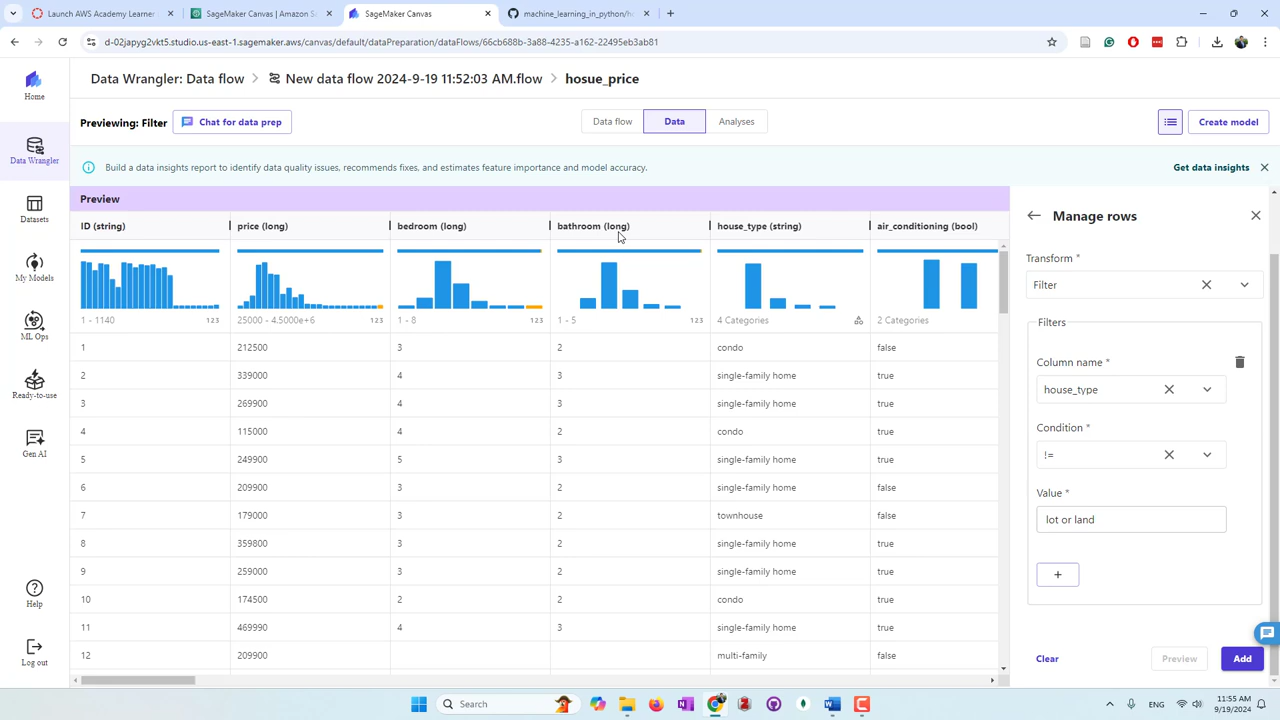 Launch AWS Academy Learner
SageMaker Canvas | Amazon S
SageMaker Canvas
machine_learning_in_python/h
d-02japyg2vkt5.studio.us-east-1.sagemaker.aws/canvas/default/dataPreparation/dataFlows/66cb688b-3a88-4235-a162-22495eb3ab81
Home
Data Wrangler
Datasets
My Models
ML Ops
Ready-to-use
Gen AI
Help
Log out
Data Wrangler: Data flow > New data flow 2024-9-19 11:52:03 AM.flow > hosue_price
Previewing: Filter Chat for data prep Data flow Data Analyses Create model
Build a data insights report to identify data quality issues, recommends fixes, and estimates feature importance and model accuracy. Get data insights
Preview
ID (string) price (long) bedroom (long) bathroom (long) house_type (string) air_conditioning (bool)
1 - 1140 123 25000 - 4.5000e+6 123 1 - 8 123 1 - 5 123 4 Categories 2 Categories
1 212500 3 2 condo false
2 339000 4 3 single-family home true
3 269900 4 3 single-family home true
4 115000 4 2 condo true
5 249900 5 3 single-family home true
6 209900 3 2 single-family home false
7 179000 3 2 townhouse false
8 359800 3 2 single-family home true
9 259000 3 2 single-family home true
10 174500 2 2 condo true
11 469990 4 3 single-family home true
12 209900 multi-family false
Manage rows
Transform *
Filter
Filters
Column name *
house_type
Condition *
!=
Value *
lot or land
+
Clear Preview Add
Search
ENG
11:55 AM
9/19/2024